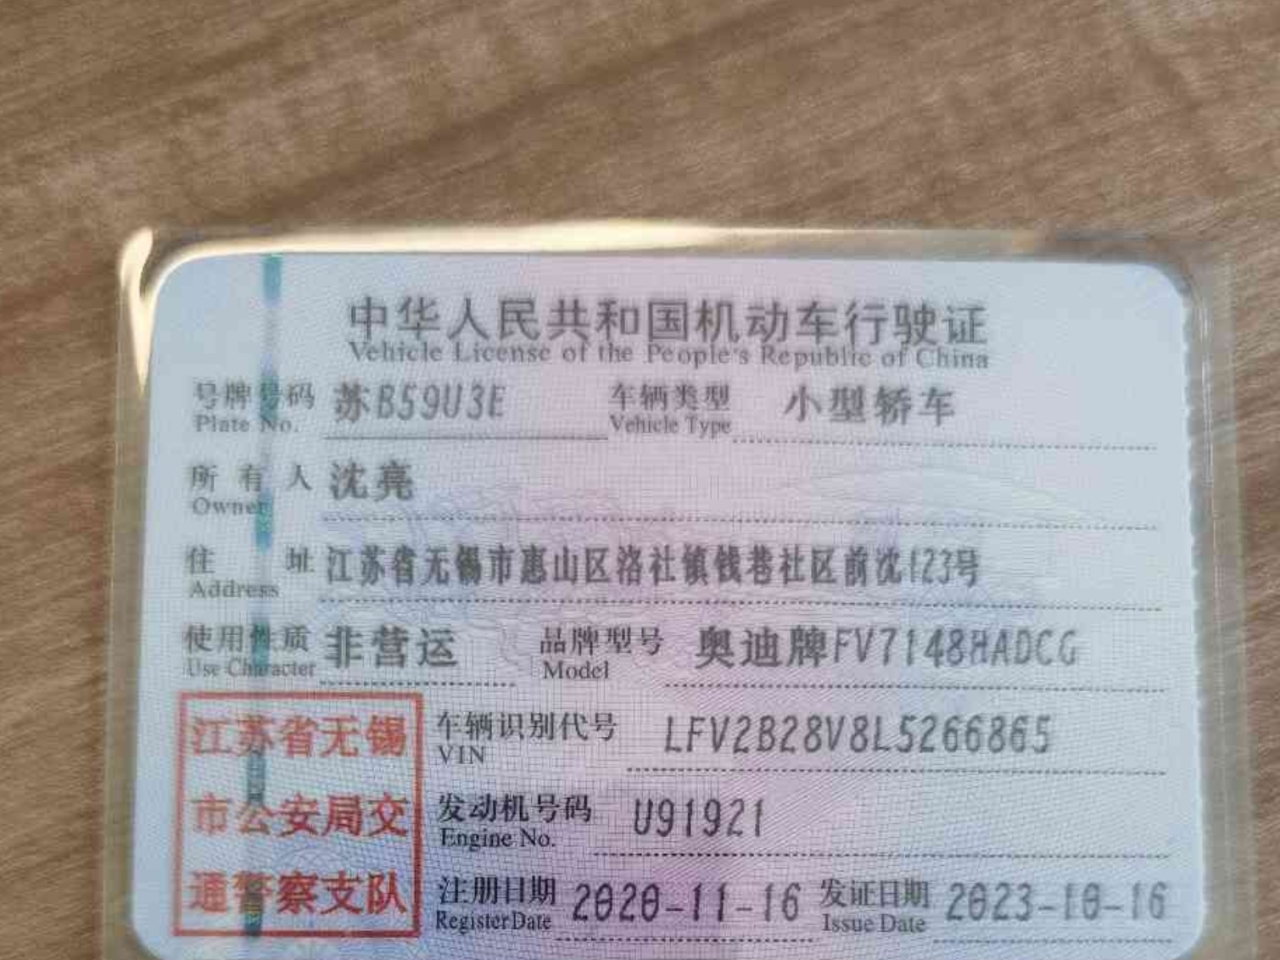 中华人民共和国机动车行驶证
Vehicle License of the People's Republic of China
号牌号码 苏B59U3E 车辆类型 小型轿车
Plate No. Vehicle Type
所有人 沈亮
Owner
住址 江苏省无锡市惠山区洛社镇钱巷社区前沈123号
Address
使用性质 非营运 品牌型号 奥迪牌FV7148HADCG
Use Character Model
江苏省无锡
市公安局交
通警察支队
车辆识别代号 LFV2B28V8L5266865
VIN
发动机号码 U91921
Engine No.
注册日期 2020-11-16 发证日期 2023-10-16
Register Date Issue Date